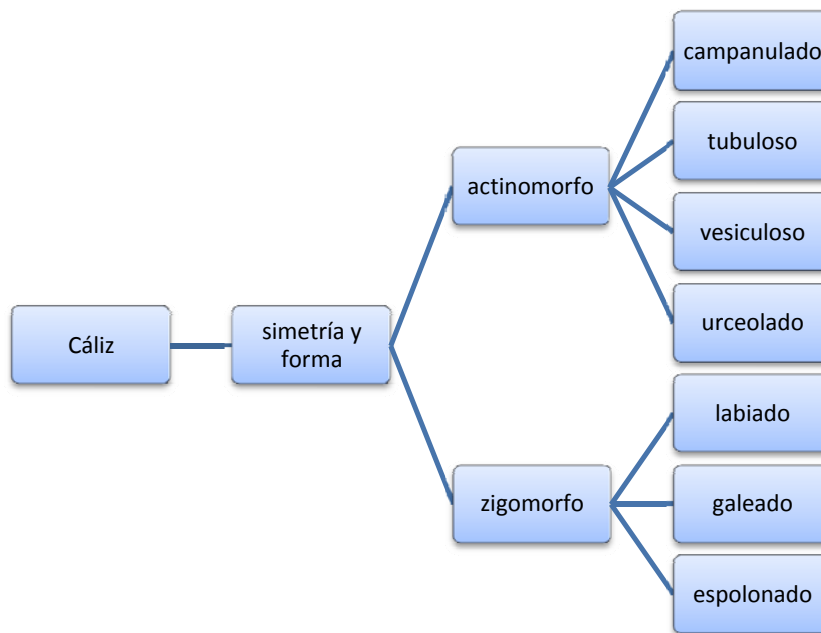 Cáliz
simetría y
forma
actinomorfo
campanulado
tubuloso
vesiculoso
urceolado
zigomorfo
labiado
galeado
espolonado